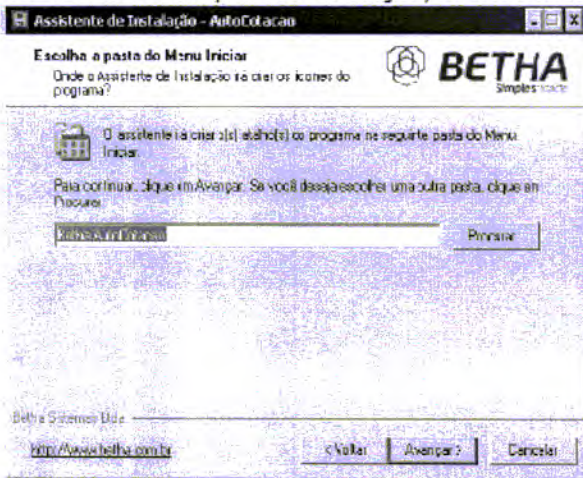 Assistente de Instalação - AutoCotacao
Escolha a pasta do Menu Iniciar
Onde o Assistente de Instalação irá criar os ícones do
programa?
BETHA
Simples
O assistente irá criar o(s) atalho(s) do programa na seguinte pasta do Menu
Iniciar.
Para continuar, clique em Avançar. Se você deseja escolher uma outra pasta, clique em
Procurar.
Betha AutoCotacao
Procurar
Betha Sistemas Ltda
http://www.betha.com.br
< Voltar
Avançar >
Cancelar